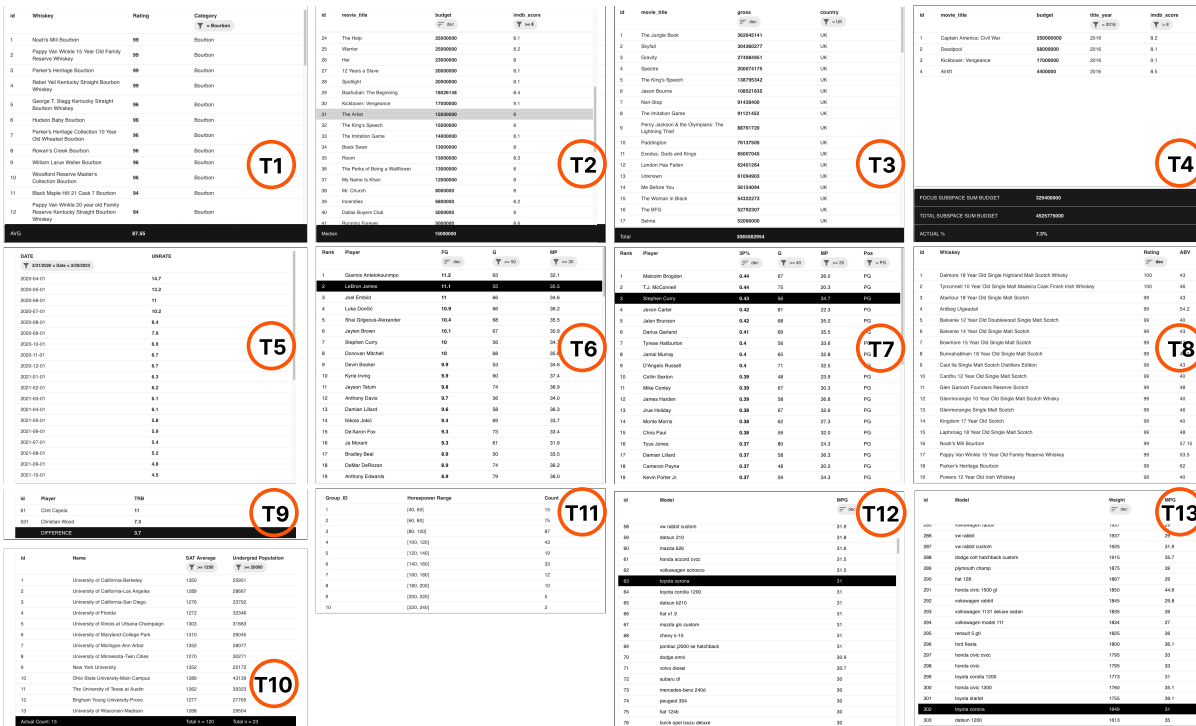 id Whiskey Rating Category
= Bourbon
1 Noah's Mill Bourbon 99 Bourbon
2 Pappy Van Winkle 15 Year Old Family Reserve Whiskey 99 Bourbon
3 Parker's Heritage Bourbon 99 Bourbon
4 Rebel Yell Kentucky Straight Bourbon Whiskey 96 Bourbon
5 George T. Stagg Kentucky Straight Bourbon Whiskey 96 Bourbon
6 Hudson Baby Bourbon 96 Bourbon
7 Parker's Heritage Collection 10 Year Old Wheated Bourbon 96 Bourbon
8 Rowan's Creek 96 Bourbon
9 William Larue Weller Bourbon 96 Bourbon
10 Woodford Reserve Master's Collection Bourbon 96 Bourbon
11 Black Maple Hill 21 Cask 7 Bourbon 94 Bourbon
12 Pappy Van Winkle 20 year old Family Reserve Kentucky Straight Bourbon Whiskey 94 Bourbon
AVG 87.55
T1
id movie_title budget imdb_score
dec >= 8
24 The Help 25000000 8.1
25 Warrior 25000000 8.2
26 Her 23000000 8
27 12 Years a Slave 20000000 8.1
28 Spotlight 20000000 8.1
29 Baahubali: The Beginning 18026148 8.4
30 Kickboxer: Vengeance 17000000 9.1
31 The Artist 15000000 8
32 The King's Speech 15000000 8
33 The Imitation Game 14000000 8.1
34 Black Swan 13000000 8
35 Room 13000000 8.3
36 The Perks of Being a Wallflower 13000000 8
37 My Name Is Khan 12000000 8
38 Mr. Church 8000000 8
39 Incendies 6800000 8.2
40 Dallas Buyers Club 5000000 8
41 Running Forever 5000000
Median 15000000
T2
id movie_title gross country
dec = UK
1 The Jungle Book 362645141 UK
2 Skyfall 304360277 UK
3 Gravity 274084951 UK
4 Spectre 200074175 UK
5 The King's Speech 138795342 UK
6 Jason Bourne 108521835 UK
7 Non-Stop 91439400 UK
8 The Imitation Game 91121452 UK
9 Percy Jackson & the Olympians: The Lightning Thief 88761720 UK
10 Paddington 76137505 UK
11 Exodus: Gods and Kings 65007045 UK
12 London Has Fallen 62401264 UK
13 Unknown 61094903 UK
14 Me Before You 56154094 UK
15 The Woman in Black 54322273 UK
16 The BFG 52792307 UK
17 Selma 52066000 UK
Total 3085882954
T3
id movie_title budget title_year imdb_score
= 2016 > 8
1 Captain America: Civil War 250000000 2016 8.2
2 Deadpool 58000000 2016 8.1
3 Kickboxer: Vengeance 17000000 2016 9.1
4 Airlift 4400000 2016 8.5
FOCUS SUBSPACE SUM BUDGET 329400000
TOTAL SUBSPACE SUM BUDGET 4525775000
ACTUAL % 7.3%
T4
DATE UNRATE
3/31/2020 < Date < 3/30/2023
2020-04-01 14.7
2020-05-01 13.2
2020-06-01 11
2020-07-01 10.2
2020-08-01 8.4
2020-09-01 7.9
2020-10-01 6.9
2020-11-01 6.7
2020-12-01 6.7
2021-01-01 6.3
2021-02-01 6.2
2021-03-01 6.1
2021-04-01 6.1
2021-05-01 5.8
2021-06-01 5.9
2021-07-01 5.4
2021-08-01 5.2
2021-09-01 4.8
2021-10-01 4.5
T5
Rank Player FG G MP
dec >= 50 >= 20
1 Giannis Antetokounmpo 11.2 63 32.1
2 LeBron James 11.1 55 35.5
3 Joel Embiid 11 66 34.6
4 Luka Dončić 10.9 66 36.2
5 Shai Gilgeous-Alexander 10.4 68 35.5
6 Jaylen Brown 10.1 67 35.9
7 Stephen Curry 10 56 34.7
8 Donovan Mitchell 10 68
9 Devin Booker 9.9 53 34.6
10 Kyrie Irving 9.9 60 37.4
11 Jayson Tatum 9.8 74 36.9
12 Anthony Davis 9.7 56 34.0
13 Damian Lillard 9.6 58 36.3
14 Nikola Jokić 9.4 69 33.7
15 De'Aaron Fox 9.3 73 33.4
16 Ja Morant 9.3 61 31.9
17 Bradley Beal 8.9 50 33.5
18 DeMar DeRozan 8.9 74 36.2
19 Anthony Edwards 8.9 79 36.0
T6
Rank Player 3P% G MP Pos
dec >= 40 >= 20 = PG
1 Malcolm Brogdon 0.44 67 26.0 PG
2 T.J. McConnell 0.44 75 20.3 PG
3 Stephen Curry 0.43 56 34.7 PG
4 Jevon Carter 0.42 81 22.3 PG
5 Jalen Brunson 0.42 68 35.0 PG
6 Darius Garland 0.41 69 35.5 PG
7 Tyrese Haliburton 0.4 56 33.6 PG
8 Jamal Murray 0.4 65 32.8 PG
9 D'Angelo Russell 0.4 71 32.5 PG
10 Collin Sexton 0.39 48 23.9 PG
11 Mike Conley 0.39 67 30.3 PG
12 James Harden 0.39 58 36.8 PG
13 Jrue Holiday 0.38 67 32.6 PG
14 Monte Morris 0.38 62 27.3 PG
15 Chris Paul 0.38 59 32.0 PG
16 Tyus Jones 0.37 80 24.3 PG
17 Damian Lillard 0.37 58 36.3 PG
18 Cameron Payne 0.37 48 20.2 PG
19 Kevin Porter Jr. 0.37 59 34.3 PG
T7
id Whiskey Rating ABV
dec
1 Dalmore 18 Year Old Single Highland Malt Scotch Whisky 100 43
2 Tyrconnell 10 Year Old Single Malt Madeira Cask Finish Irish Whiskey 100 46
3 Aberlour 18 Year Old Single Malt Scotch 99 43
4 Ardbeg Uigeadail 99 54.2
5 Balvenie 12 Year Old Doublewood Single Malt Scotch 99 40
6 Balvenie 14 Year Old Single Malt Scotch 99
7 Bowmore 15 Year Old Single Malt Scotch 99
8 Bunnahabhain 18 Year Old Single Malt Scotch 99
9 Caol Ila Single Malt Scotch Distillers Edition 99 43
10 Cardhu 12 Year Old Single Malt Scotch 99 40
11 Glen Garioch Founders Reserve Scotch 99 48
12 Glenmorangie 10 Year Old Single Malt Scotch 99 40
13 Glenmorangie Single Malt Scotch 99 46
14 Kingdom 17 Year Old Scotch 99 40
15 Laphroaig 18 Year Old Single Malt Scotch 99 48
16 Noah's Mill Bourbon 99 57.15
17 Pappy Van Winkle 15 Year Old Family Reserve Whiskey 99 53.5
18 Parker's Heritage Bourbon 99 62
19 Powers 12 Year Old Irish Whiskey 99 40
T8
id Player TRB
81 Clint Capela 11
531 Christian Wood 7.3
DIFFERENCE 3.7
T9
id Name SAT Average Undergrad Population
>= 1250 >= 20000
1 University of California-Berkeley 1350 25951
2 University of California-Los Angeles 1289 28667
3 University of California-San Diego 1276 23792
4 University of Florida 1272 32346
5 University of Illinois at Urbana-Champaign 1303 31663
6 University of Maryland-College Park 1310 26045
7 University of Michigan-Ann Arbor 1352 28077
8 University of Minnesota-Twin Cities 1270 30271
9 New York University 1352 22172
10 Ohio State University-Main Campus 1289 43139
11 The University of Texas at Austin 1262 39323
12 Brigham Young University-Provo 1277 27765
13 University of Wisconsin-Madison 1268 29504
Actual Count: 13 Total n = 120 Total n = 23
T10
Group_ID Horsepower Range Count
1 [40, 60] 15
2 [60, 80] 75
3 [80, 100] 87
4 [100, 120] 43
5 [120, 140] 19
6 [140, 160] 33
7 [160, 180] 12
8 [180, 200] 10
9 [200, 220] 5
10 [220, 240] 2
T11
id Model MPG
dec
58 vw rabbit custom 31.9
59 datsun 210 31.8
60 mazda 626 31.6
61 honda accord cvcc 31.5
62 volkswagen scirocco 31.5
63 toyota corona 31
64 toyota corolla 1200 31
65 datsun b210 31
66 fiat x1.9 31
67 mazda glc custom 31
68 chevy s-10 31
69 pontiac j2000 se hatchback 31
70 dodge omni 30.9
71 volvo diesel 30.7
72 subaru dl 30
73 mercedes-benz 240d 30
74 peugeot 304 30
75 fiat 124b 30
76 buick opel isuzu deluxe 30
T12
id Model Weight MPG
dec
285 volkswagen rabbit 1937 29
286 vw rabbit 1937 29
287 vw rabbit custom 1925 31.9
288 dodge colt hatchback custom 1915 35.7
289 plymouth champ 1875 39
290 fiat 128 1867 29
291 honda civic 1500 gl 1850 44.6
292 volkswagen rabbit 1845 29.8
293 volkswagen 1131 deluxe sedan 1835 26
294 volkswagen model 111 1834 27
295 renault 5 gtl 1825 36
296 ford fiesta 1800 36.1
297 honda civic cvcc 1795 33
298 honda civic 1795 33
299 toyota corolla 1200 1773 31
300 honda civic 1300 1760 35.1
301 toyota starlet 1755 39.1
302 toyota corona 1649 31
303 datsun 1200 1613 35
T13